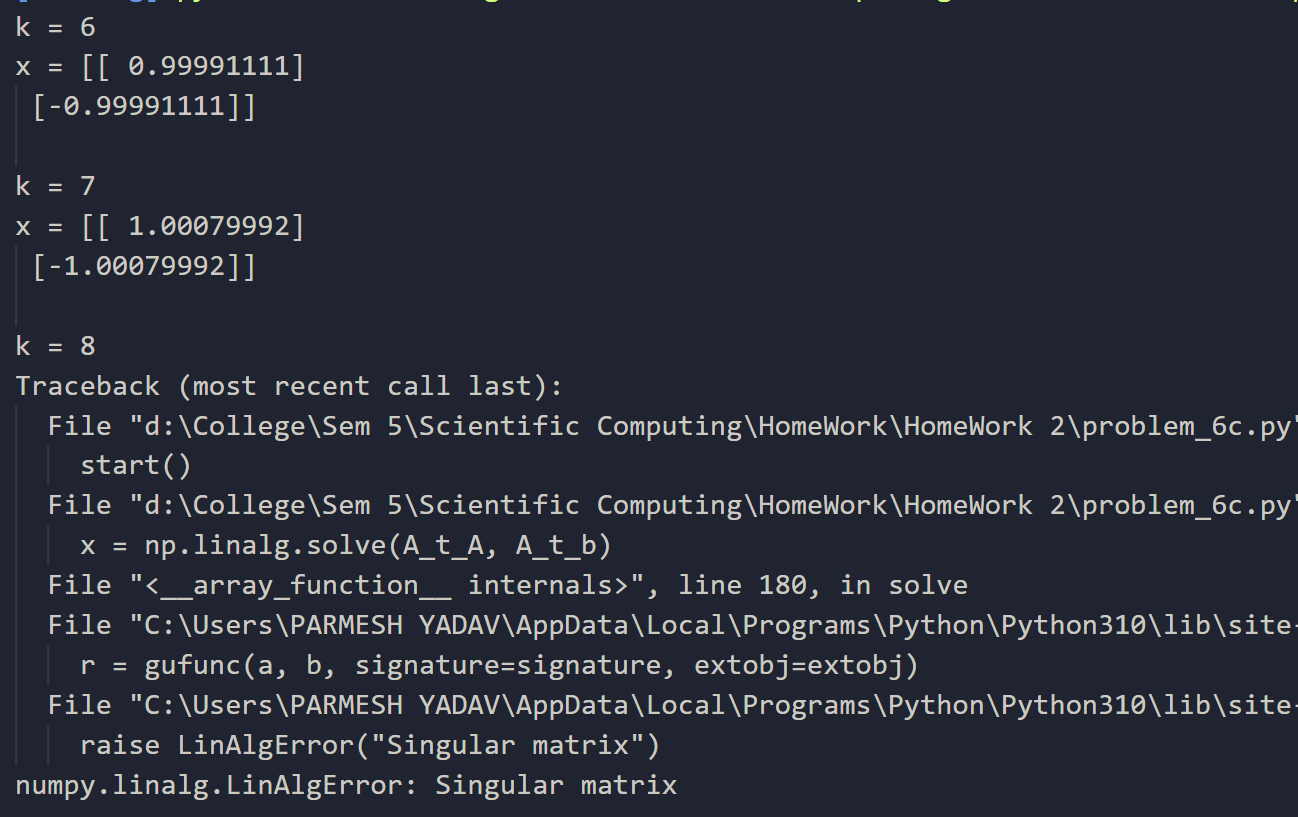 k = 6
x = [[ 0.99991111]
 [-0.99991111]]
k = 7
x = [[ 1.00079992]
 [-1.00079992]]
k = 8
Traceback (most recent call last):
  File "d:\College\Sem 5\Scientific Computing\HomeWork\HomeWork 2\problem_6c.py"
    start()
  File "d:\College\Sem 5\Scientific Computing\HomeWork\HomeWork 2\problem_6c.py"
    x = np.linalg.solve(A_t_A, A_t_b)
  File "<__array_function__ internals>", line 180, in solve
  File "C:\Users\PARMESH YADAV\AppData\Local\Programs\Python\Python310\lib\site-
    r = gufunc(a, b, signature=signature, extobj=extobj)
  File "C:\Users\PARMESH YADAV\AppData\Local\Programs\Python\Python310\lib\site-
    raise LinAlgError("Singular matrix")
numpy.linalg.LinAlgError: Singular matrix